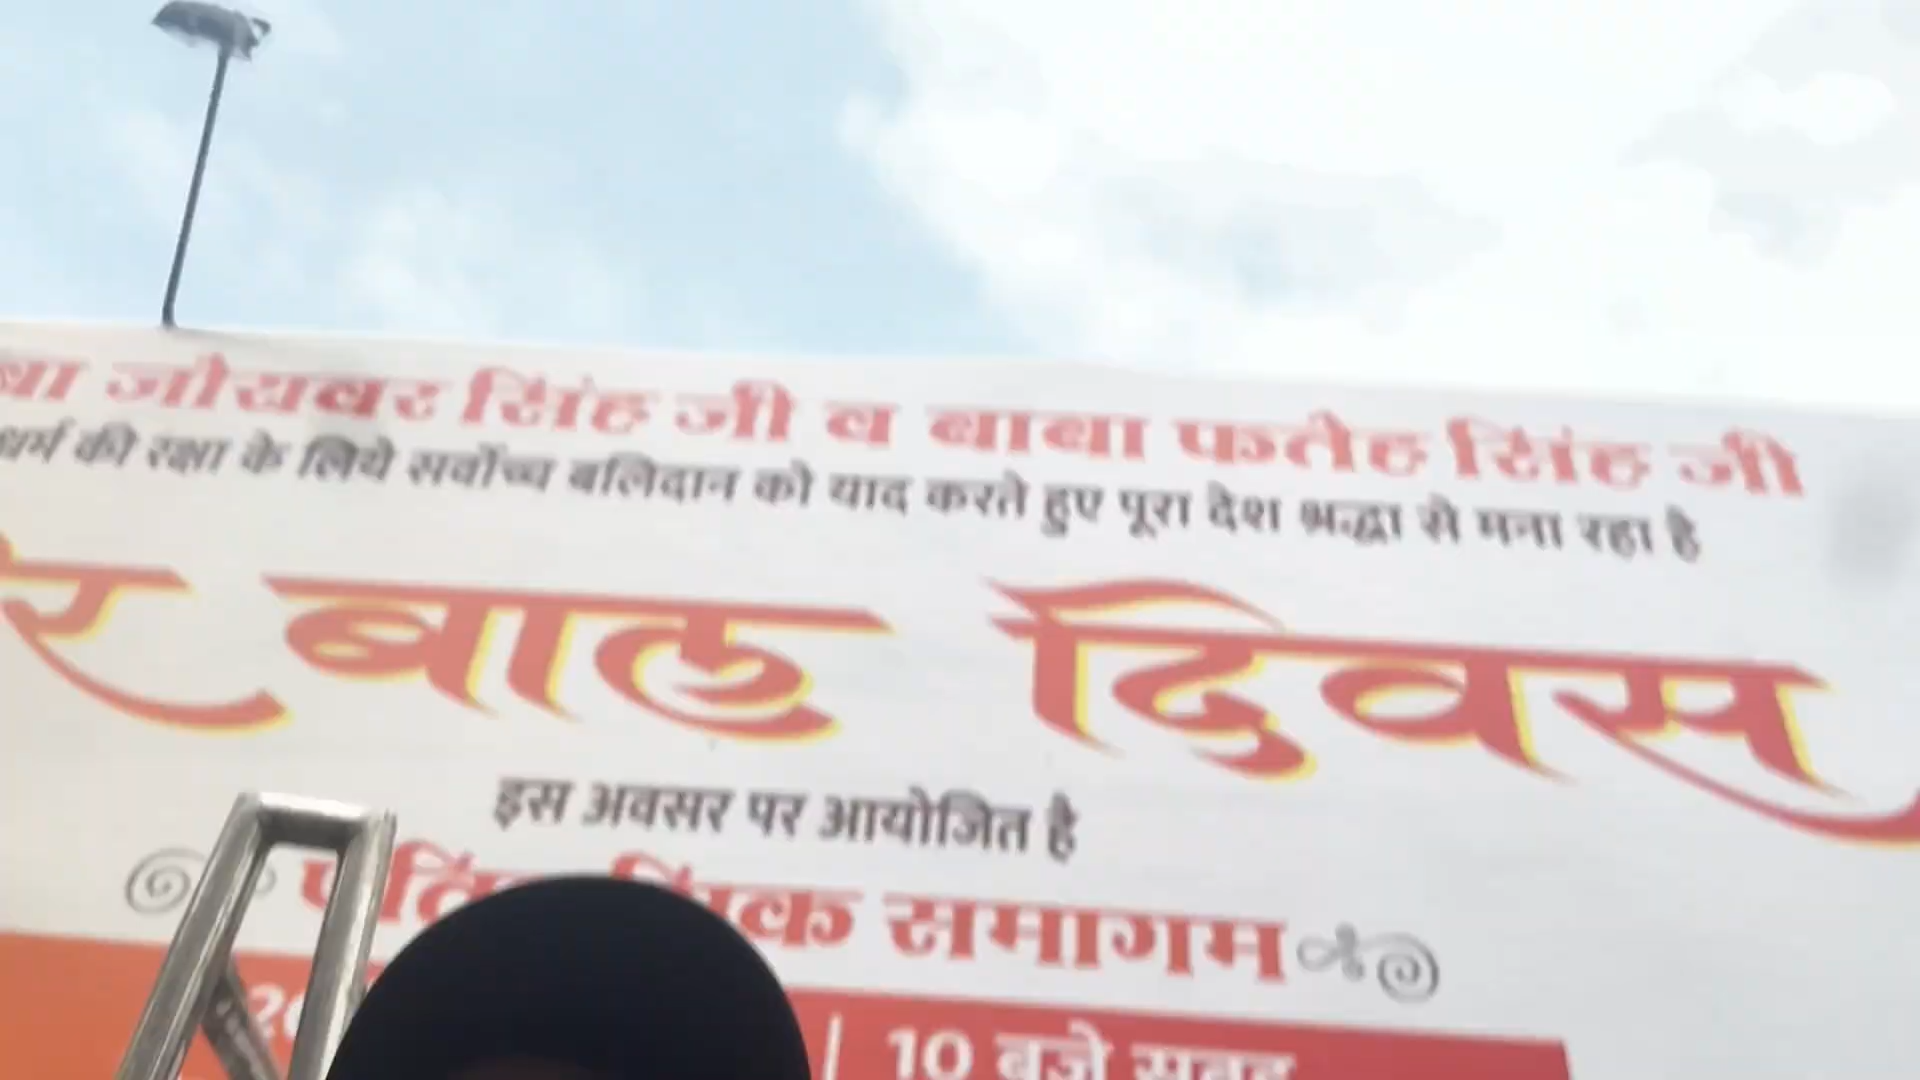 जोरावर सिंह जी व बाबा फतेह सिंह जी
धर्म की रक्षा के लिये सर्वोच्च बलिदान को याद करते हुए पूरा देश श्रद्धा से मना रहा है
बाल दिवस
इस अवसर पर आयोजित है
समागम
10 बजे सुबह